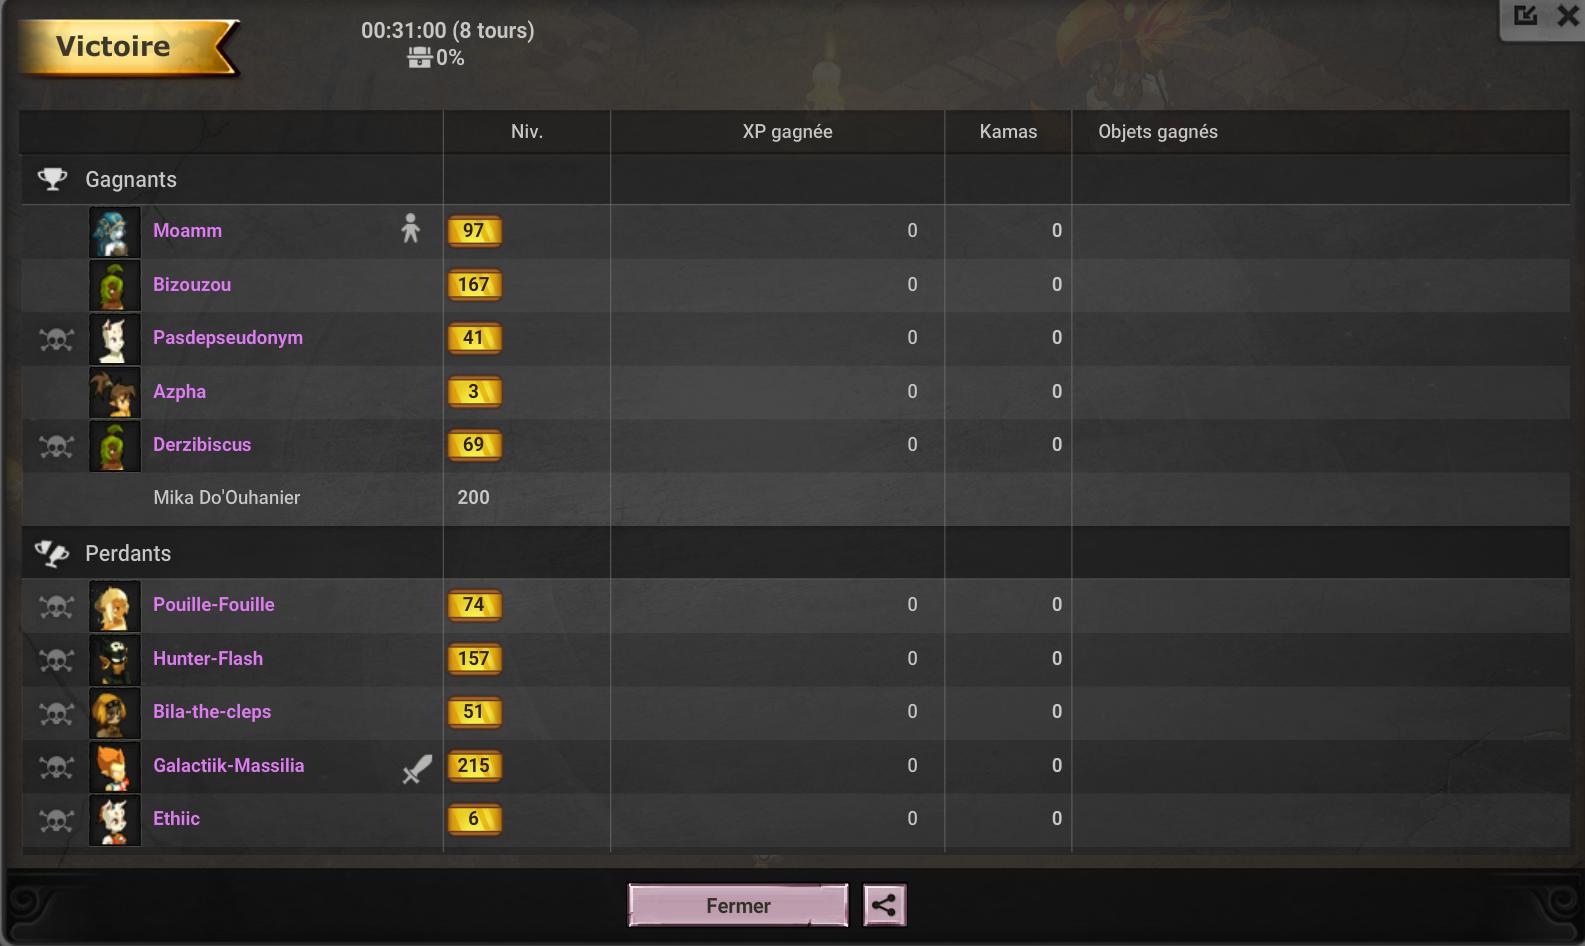 Victoire
00:31:00 (8 tours)
0%
Niv. XP gagnée Kamas Objets gagnés
Gagnants
Moamm 97 0 0
Bizouzou 167 0 0
Pasdepseudonym 41 0 0
Azpha 3 0 0
Derzibiscus 69 0 0
Mika Do'Ouhanier 200
Perdants
Pouille-Fouille 74 0 0
Hunter-Flash 157 0 0
Bila-the-cleps 51 0 0
Galactiik-Massilia 215 0 0
Ethiic 6 0 0
Fermer